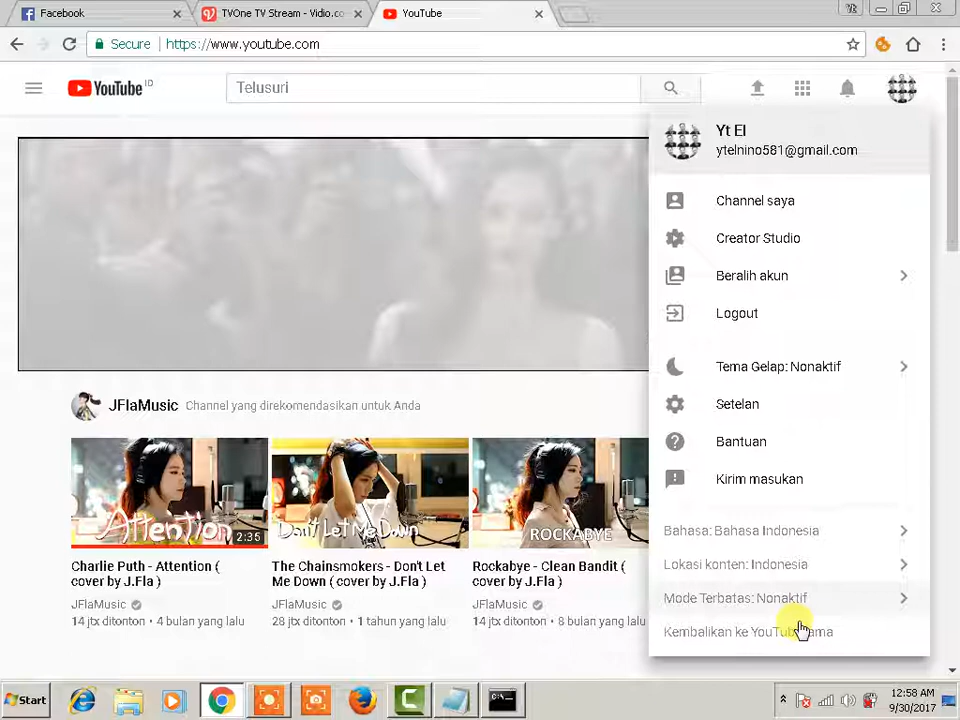 Facebook
TVOne TV Stream - Vidio.co
YouTube
Secure
https://www.youtube.com
YouTube ID
Telusuri
Yt El
ytelnino581@gmail.com
Channel saya
Creator Studio
Beralih akun
Logout
Tema Gelap: Nonaktif
Setelan
Bantuan
Kirim masukan
Bahasa: Bahasa Indonesia
Lokasi konten: Indonesia
Mode Terbatas: Nonaktif
Kembalikan ke YouTube lama
JFlaMusic Channel yang direkomendasikan untuk Anda
Attention
2:35
Don't Let Me Down
ROCKABYE
Charlie Puth - Attention (
cover by J.Fla )
JFlaMusic
14 jtx ditonton • 4 bulan yang lalu
The Chainsmokers - Don't Let
Me Down ( cover by J.Fla )
JFlaMusic
28 jtx ditonton • 1 tahun yang lalu
Rockabye - Clean Bandit (
cover by J.Fla )
JFlaMusic
14 jtx ditonton • 8 bulan yang lalu
Start
12:58 AM
9/30/2017